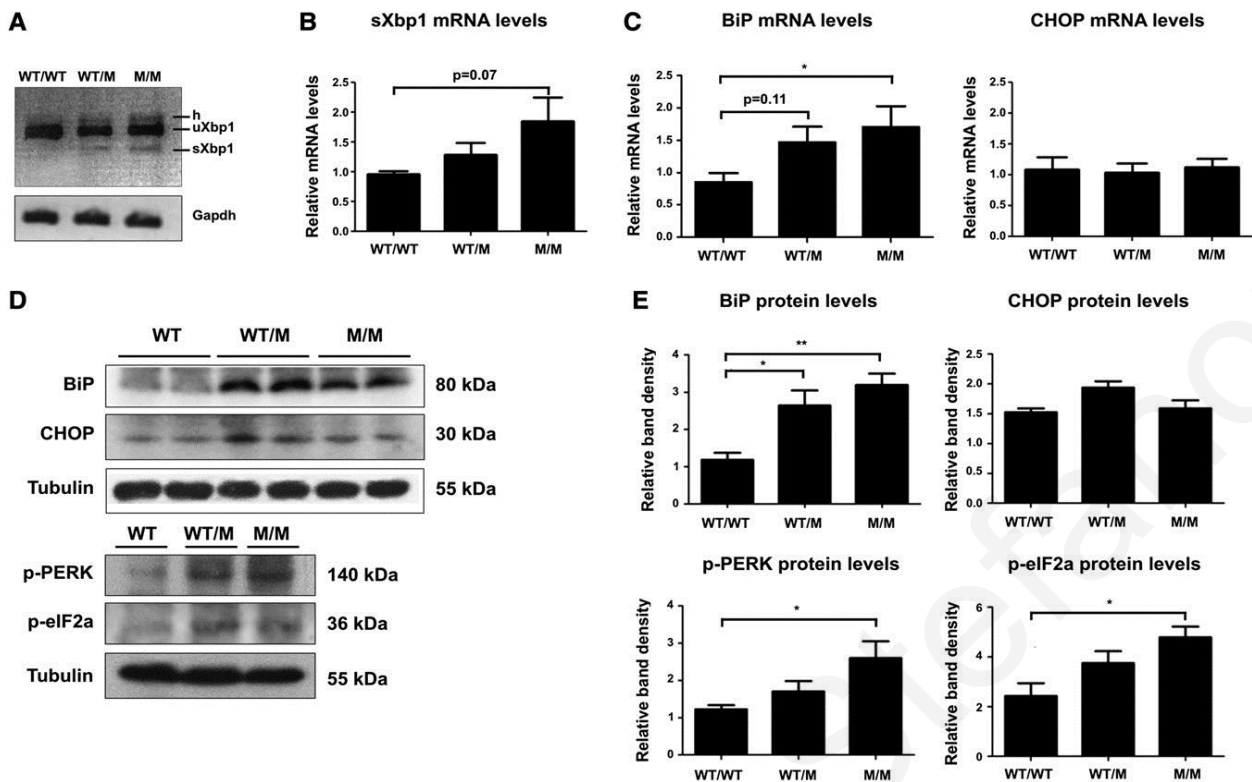 A
WT/WT WT/M M/M
h
uXbp1
sXbp1
Gapdh
B
sXbp1 mRNA levels
Relative mRNA levels
2.5
2.0
1.5
1.0
0.5
0.0
p=0.07
WT/WT WT/M M/M
C
BiP mRNA levels
Relative mRNA levels
2.5
2.0
1.5
1.0
0.5
0.0
*
p=0.11
WT/WT WT/M M/M
CHOP mRNA levels
Relative mRNA levels
2.5
2.0
1.5
1.0
0.5
0.0
WT/WT WT/M M/M
D
WT WT/M M/M
BiP 80 kDa
CHOP 30 kDa
Tubulin 55 kDa
WT WT/M M/M
p-PERK 140 kDa
p-eIF2a 36 kDa
Tubulin 55 kDa
E
BiP protein levels
Relative band density
4
3
2
1
0
**
*
WT/WT WT/M M/M
CHOP protein levels
Relative band density
2.5
2.0
1.5
1.0
0.5
0.0
WT/WT WT/M M/M
p-PERK protein levels
Relative band density
4
3
2
1
0
*
WT/WT WT/M M/M
p-eIF2a protein levels
Relative band density
6
4
2
0
*
WT/WT WT/M M/M